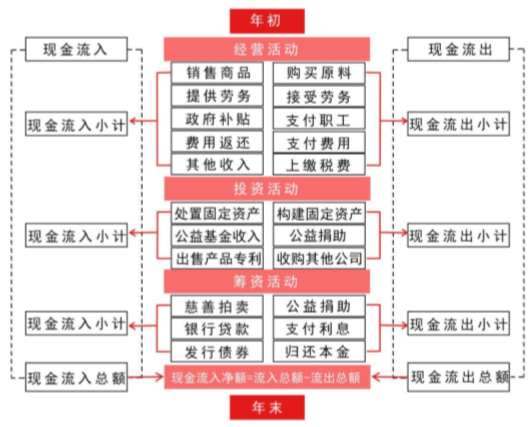 年初
现金流入
经营活动
现金流出
销售商品
购买原料
提供劳务
接受劳务
现金流入小计
政府补贴
支付职工
现金流出小计
费用返还
支付费用
其他收入
上缴税费
投资活动
处置固定资产
构建固定资产
现金流入小计
公益基金收入
公益捐助
现金流出小计
出售产品专利
收购其他公司
筹资活动
慈善拍卖
公益捐助
现金流入小计
银行贷款
支付利息
现金流出小计
发行债券
归还本金
现金流入总额
现金流入净额=流入总额-流出总额
现金流出总额
年末